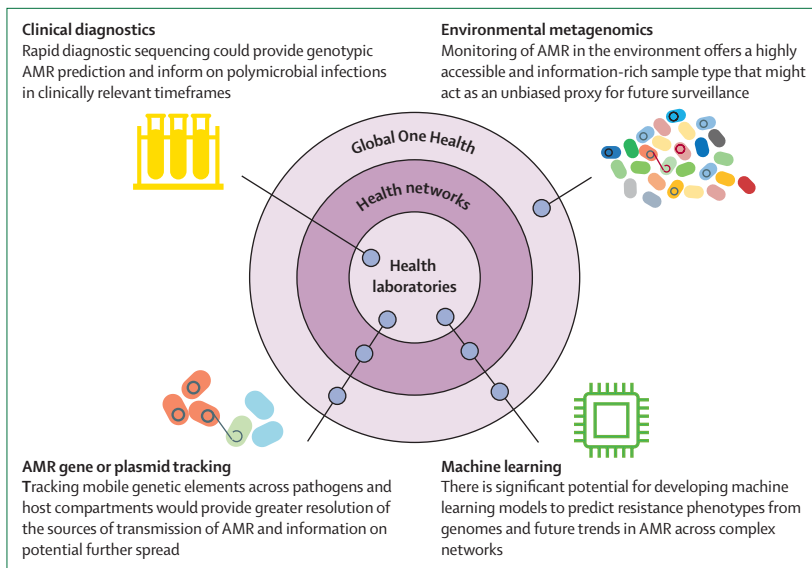 Clinical diagnostics
Rapid diagnostic sequencing could provide genotypic
AMR prediction and inform on polymicrobial infections
in clinically relevant timeframes
Environmental metagenomics
Monitoring of AMR in the environment offers a highly
accessible and information-rich sample type that might
act as an unbiased proxy for future surveillance
Global One Health
Health networks
Health
laboratories
AMR gene or plasmid tracking
Tracking mobile genetic elements across pathogens and
host compartments would provide greater resolution of
the sources of transmission of AMR and information on
potential further spread
Machine learning
There is significant potential for developing machine
learning models to predict resistance phenotypes from
genomes and future trends in AMR across complex
networks